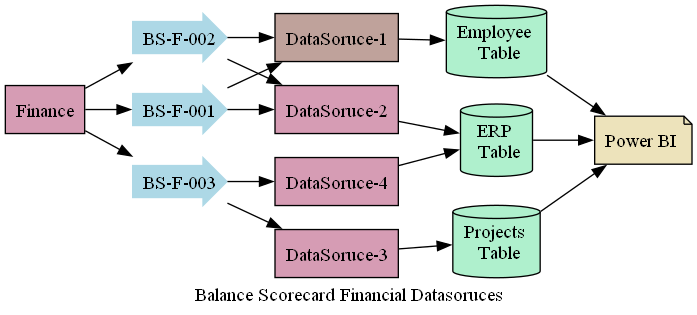 BS-F-002
DataSoruce-1
Employee
Table
Finance
BS-F-001
DataSoruce-2
ERP
Table
Power BI
BS-F-003
DataSoruce-4
DataSoruce-3
Projects
Table
Balance Scorecard Financial Datasoruces